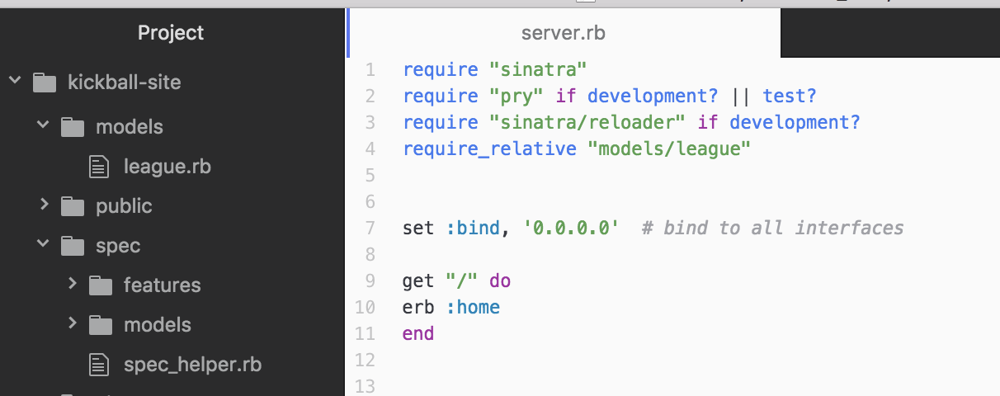 Project
kickball-site
models
league.rb
public
spec
features
models
spec_helper.rb
server.rb
1 require "sinatra"
2 require "pry" if development? || test?
3 require "sinatra/reloader" if development?
4 require_relative "models/league"
5
6
7 set :bind, '0.0.0.0'  # bind to all interfaces
8
9 get "/" do
10 erb :home
11 end
12
13